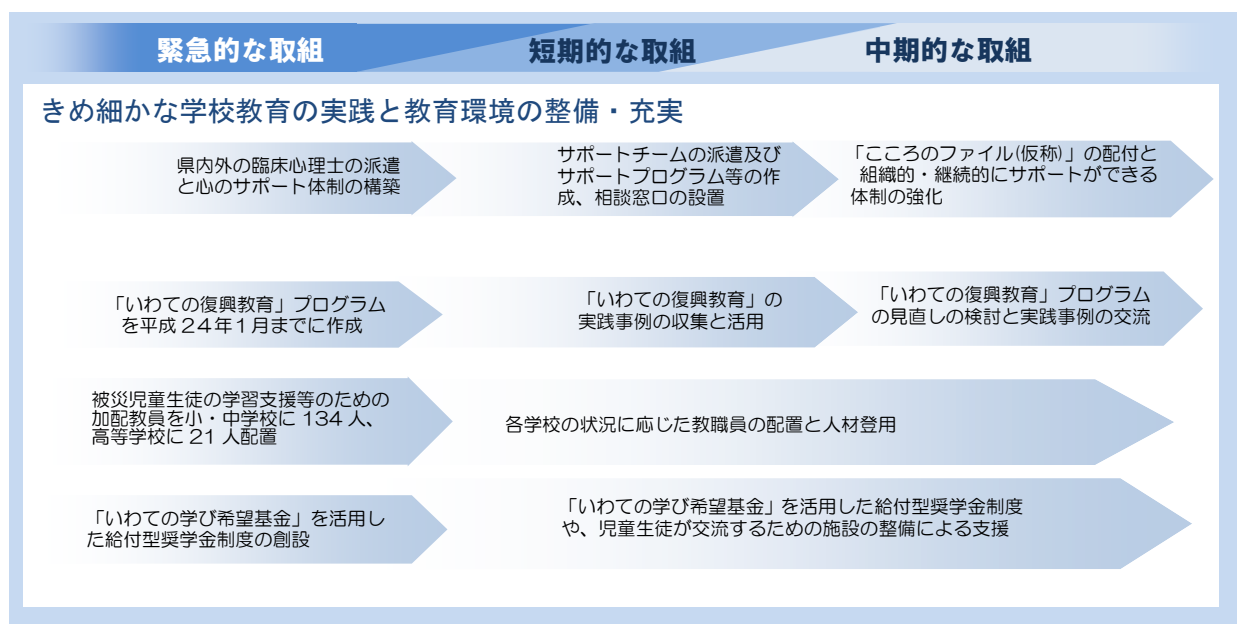 緊急的な取組
短期的な取組
中期的な取組
きめ細かな学校教育の実践と教育環境の整備・充実
県内外の臨床心理士の派遣
と心のサポート体制の構築
サポートチームの派遣及び
サポートプログラム等の作
成、相談窓口の設置
「こころのファイル(仮称)」の配付と
組織的・継続的にサポートができる
体制の強化
「いわての復興教育」プログラム
を平成24年1月までに作成
「いわての復興教育」の
実践事例の収集と活用
「いわての復興教育」プログラム
の見直しの検討と実践事例の交流
被災児童生徒の学習支援等のための
加配教員を小・中学校に 134 人、
高等学校に 21 人配置
各学校の状況に応じた教職員の配置と人材登用
「いわての学び希望基金」を活用し
た給付型奨学金制度の創設
「いわての学び希望基金」を活用した給付型奨学金制度
や、児童生徒が交流するための施設の整備による支援